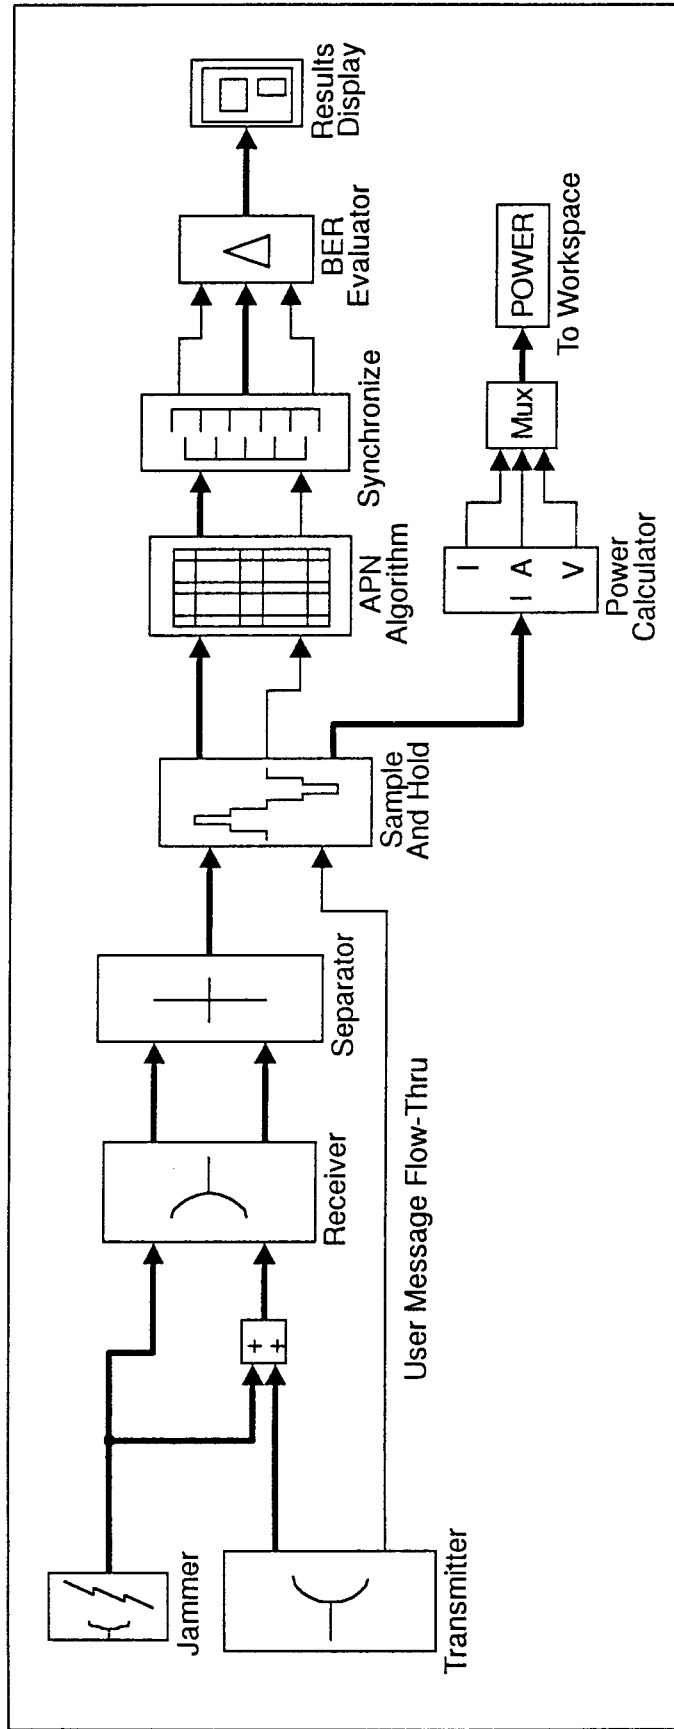 Jammer
Transmitter
+
+
User Message Flow-Thru
Receiver
Separator
Sample
And Hold
APN
Algorithm
Synchronize
BER
Evaluator
Results
Display
I
| A
V
Power
Calculator
Mux
POWER
To Workspace